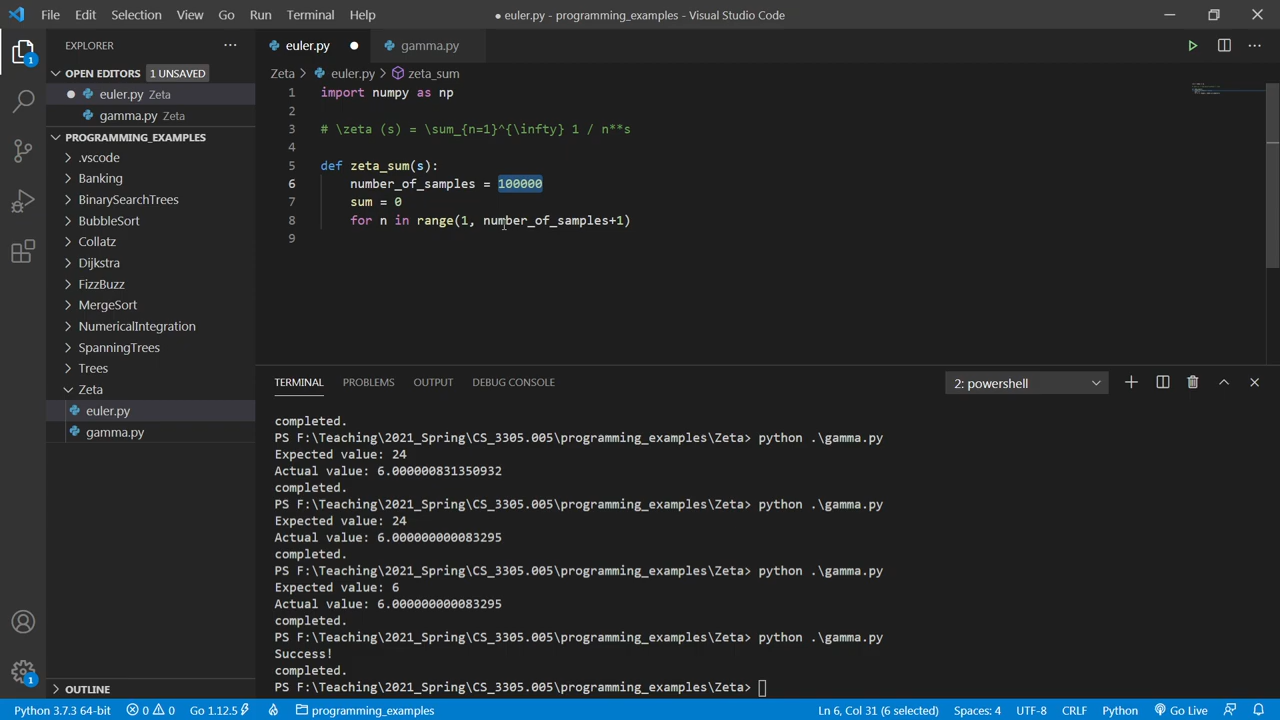 File Edit Selection View Go Run Terminal Help
● euler.py - programming_examples - Visual Studio Code
EXPLORER ···
euler.py ●
gamma.py
OPEN EDITORS 1 UNSAVED
● euler.py Zeta
gamma.py Zeta
PROGRAMMING_EXAMPLES
.vscode
Banking
BinarySearchTrees
BubbleSort
Collatz
Dijkstra
FizzBuzz
MergeSort
NumericalIntegration
SpanningTrees
Trees
Zeta
euler.py
gamma.py
OUTLINE
1
1
Zeta > euler.py > zeta_sum
1 import numpy as np
2
3 # \zeta (s) = \sum_{n=1}^{\infty} 1 / n**s
4
5 def zeta_sum(s):
6 number_of_samples = 100000
7 sum = 0
8 for n in range(1, number_of_samples+1)
9
TERMINAL PROBLEMS OUTPUT DEBUG CONSOLE
2: powershell
completed.
PS F:\Teaching\2021_Spring\CS_3305.005\programming_examples\Zeta> python .\gamma.py
Expected value: 24
Actual value: 6.000000831350932
completed.
PS F:\Teaching\2021_Spring\CS_3305.005\programming_examples\Zeta> python .\gamma.py
Expected value: 24
Actual value: 6.000000000083295
completed.
PS F:\Teaching\2021_Spring\CS_3305.005\programming_examples\Zeta> python .\gamma.py
Expected value: 6
Actual value: 6.000000000083295
completed.
PS F:\Teaching\2021_Spring\CS_3305.005\programming_examples\Zeta> python .\gamma.py
Success!
completed.
PS F:\Teaching\2021_Spring\CS_3305.005\programming_examples\Zeta>
Python 3.7.3 64-bit 0 0 Go 1.12.5 programming_examples
Ln 6, Col 31 (6 selected) Spaces: 4 UTF-8 CRLF Python Go Live